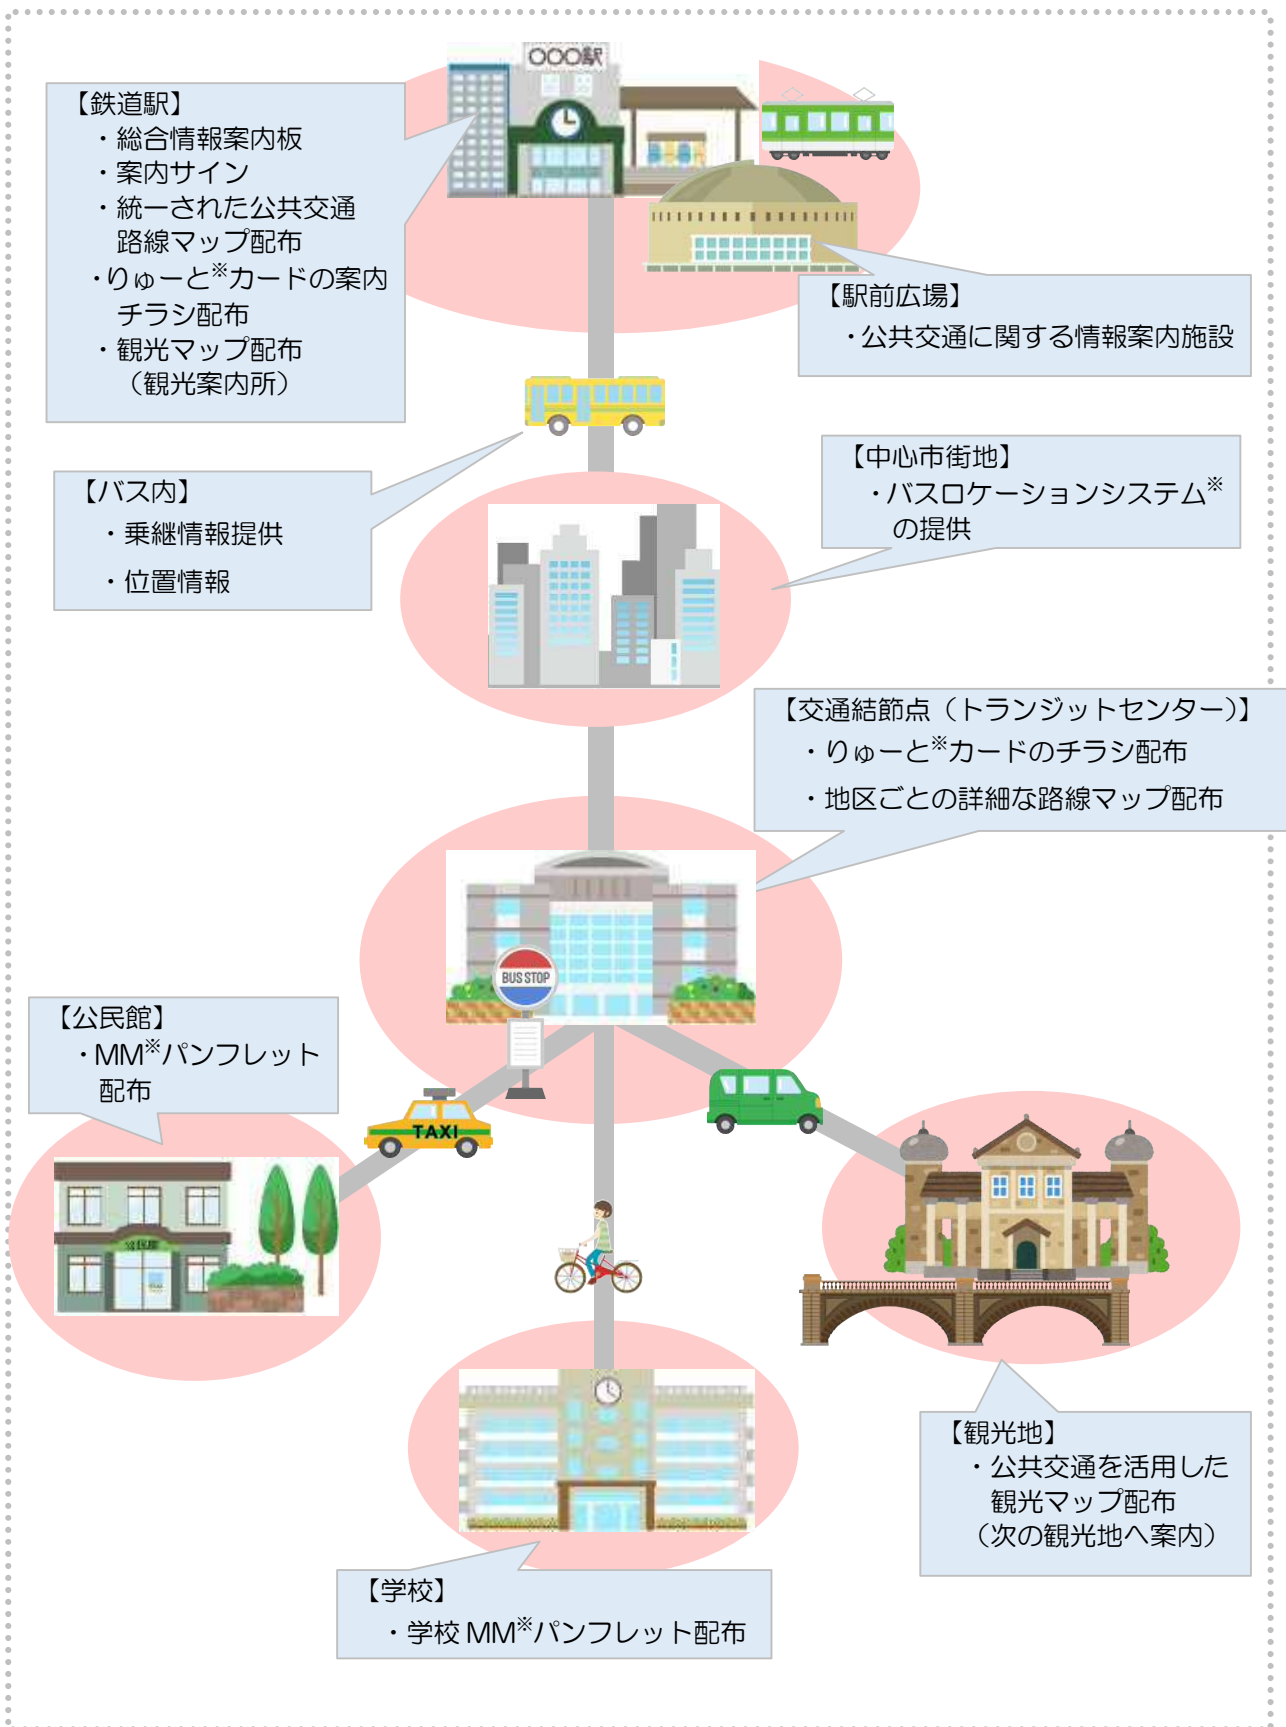 〇〇〇駅
【鉄道駅】
・総合情報案内板
・案内サイン
・統一された公共交通
路線マップ配布
・りゅーと※カードの案内
チラシ配布
・観光マップ配布
（観光案内所）
【駅前広場】
・公共交通に関する情報案内施設
【バス内】
・乗継情報提供
・位置情報
【中心市街地】
・バスロケーションシステム※
の提供
【交通結節点（トランジットセンター）】
・りゅーと※カードのチラシ配布
・地区ごとの詳細な路線マップ配布
BUS STOP
【公民館】
・MM※パンフレット
配布
TAXI
公民館
【観光地】
・公共交通を活用した
観光マップ配布
（次の観光地へ案内）
【学校】
・学校 MM※パンフレット配布